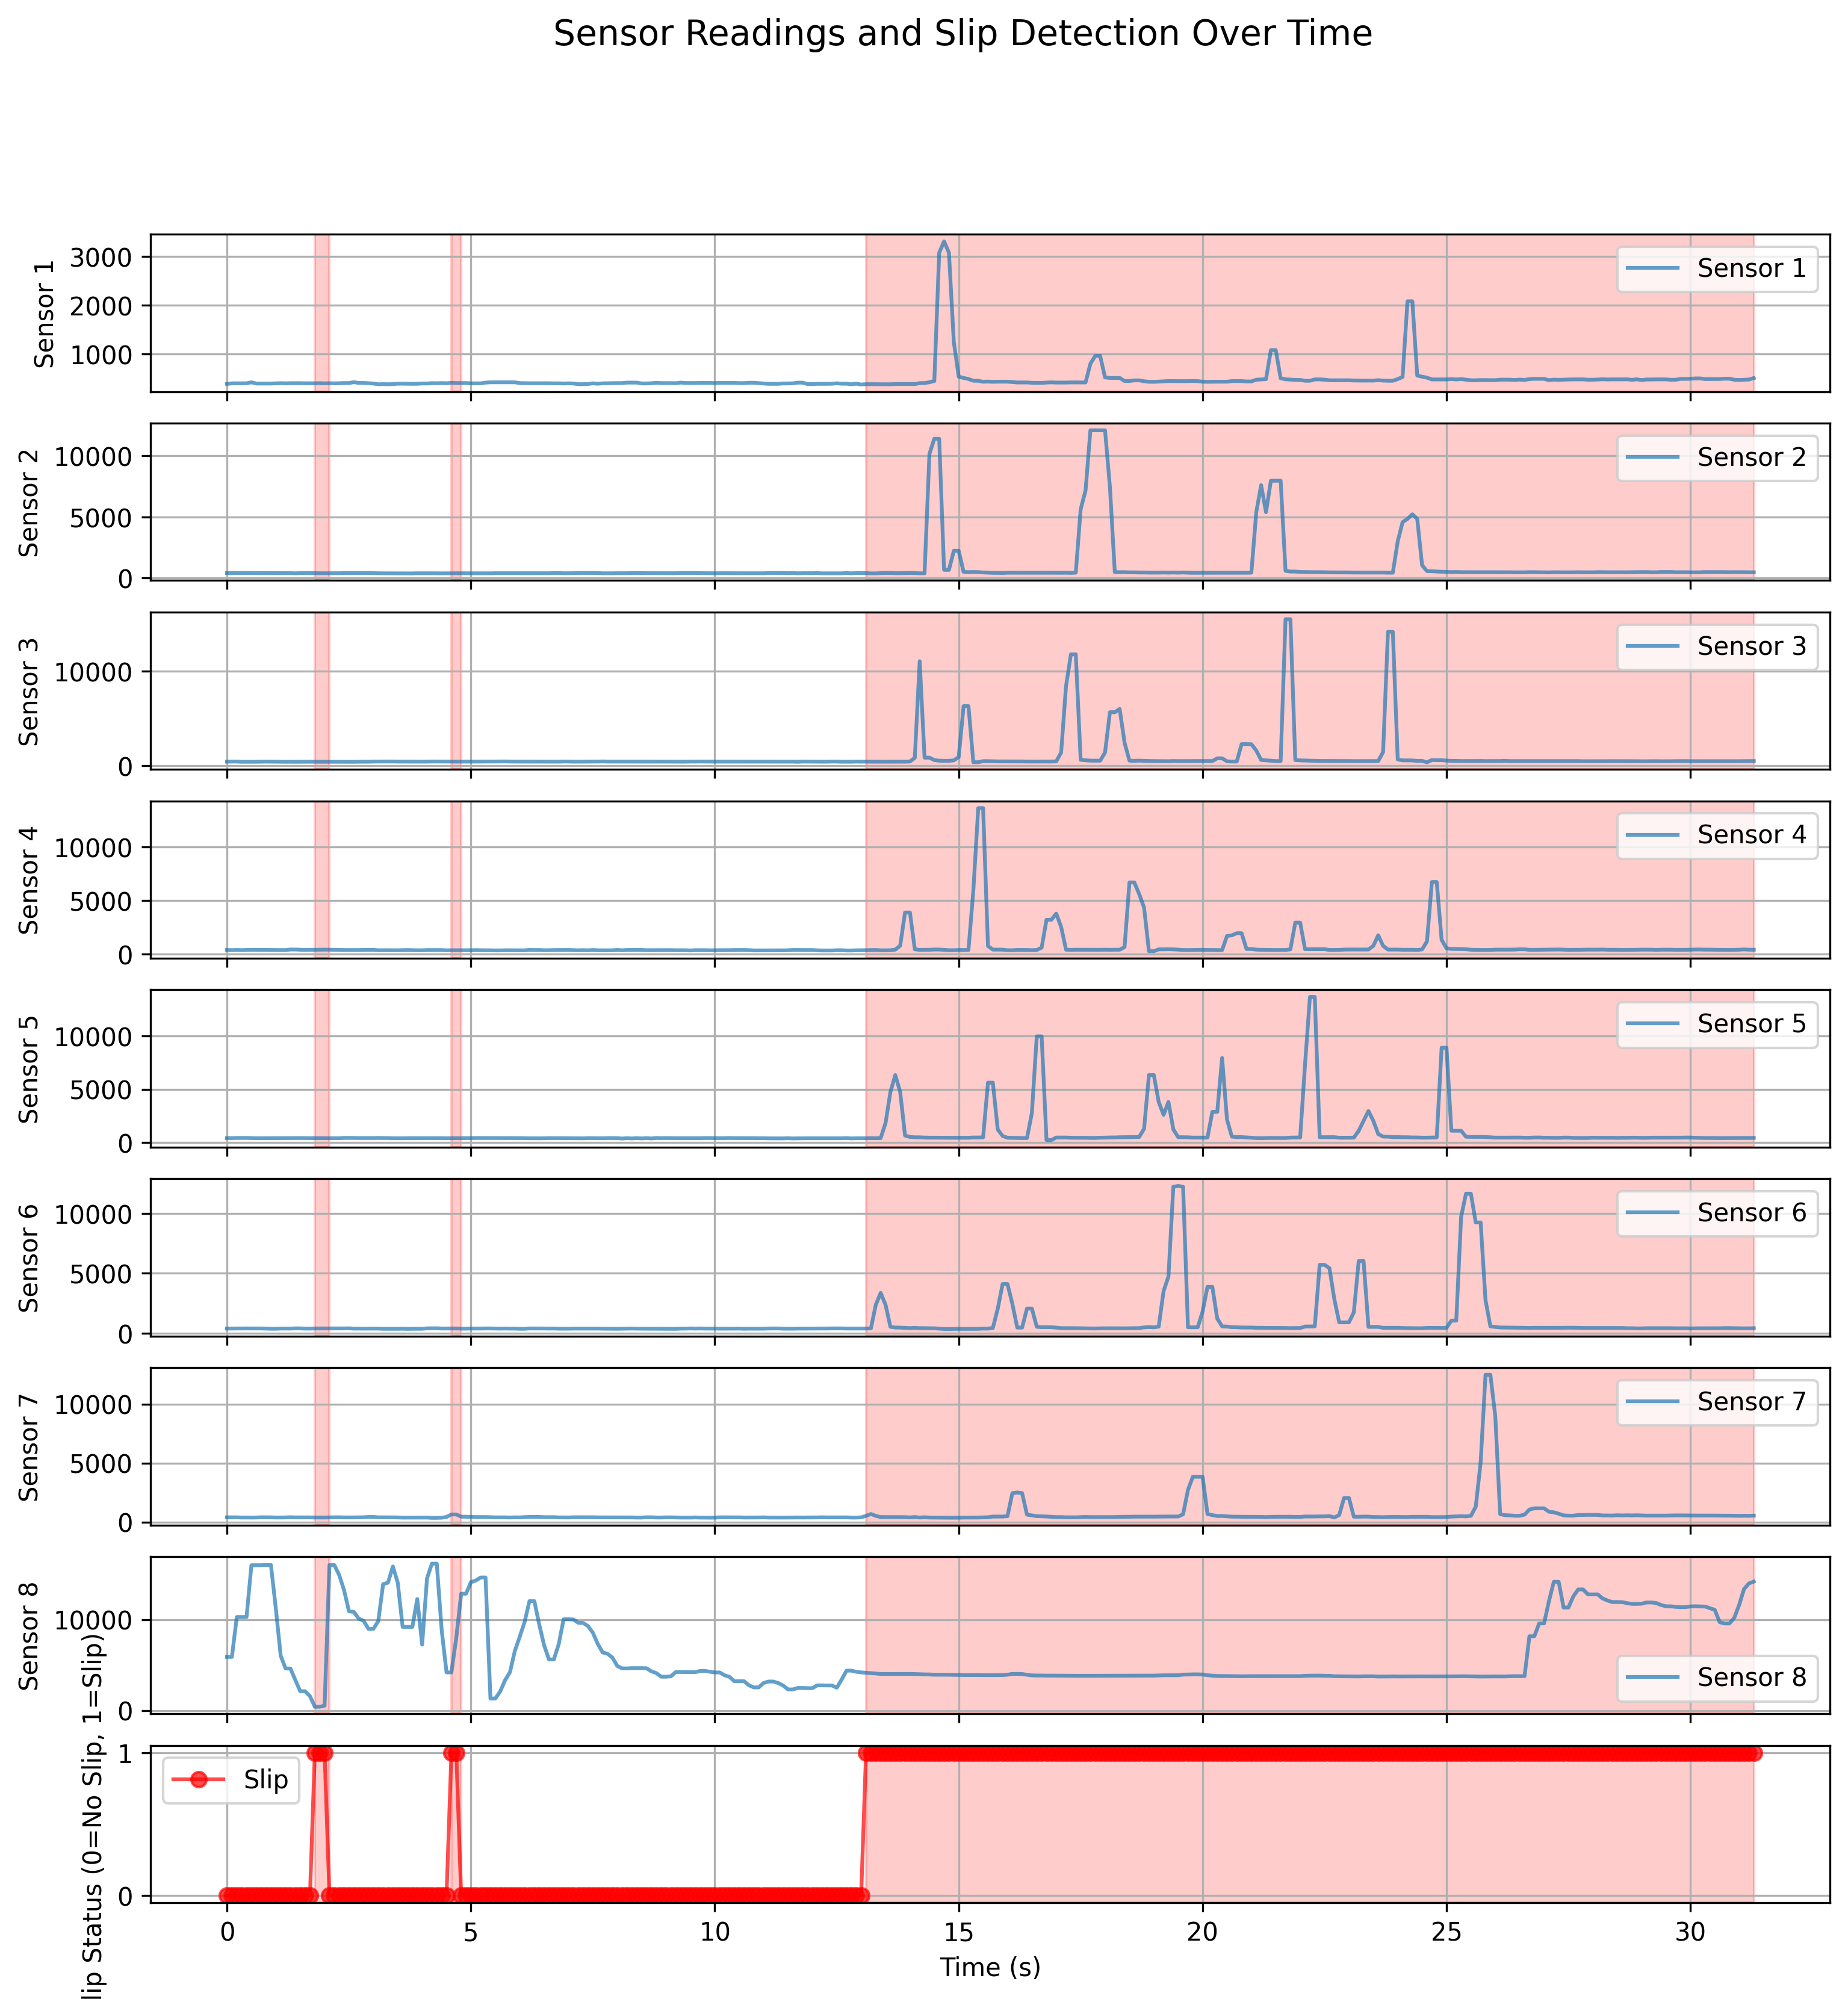 Sensor Readings and Slip Detection Over Time
Sensor 1
3000
2000
1000
Sensor 1
Sensor 2
10000
5000
0
Sensor 2
Sensor 3
10000
0
Sensor 3
Sensor 4
10000
5000
0
Sensor 4
Sensor 5
10000
5000
0
Sensor 5
Sensor 6
10000
5000
0
Sensor 6
Sensor 7
10000
5000
0
Sensor 7
Sensor 8
10000
0
Sensor 8
lip Status (0=No Slip, 1=Slip)
1
0
Slip
0 5 10 15 20 25 30
Time (s)